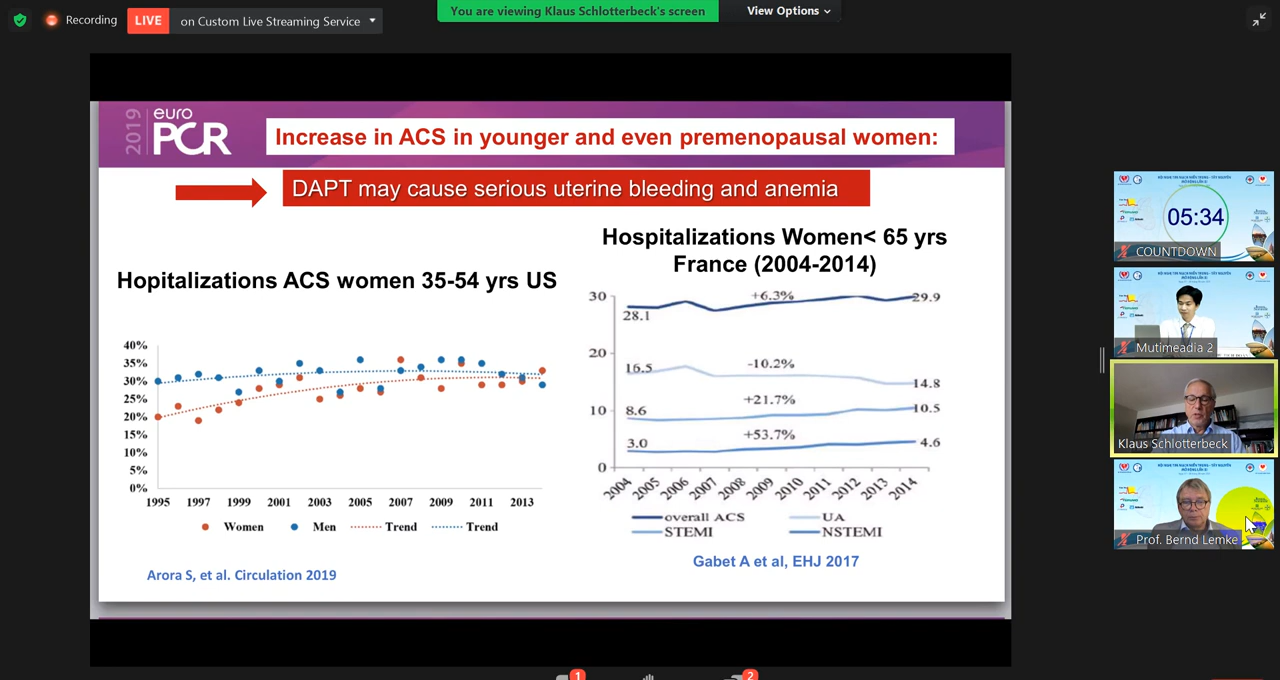 Recording
LIVE
on Custom Live Streaming Service
You are viewing Klaus Schlotterbeck's screen
View Options
2019
euro
PCR
Increase in ACS in younger and even premenopausal women:
DAPT may cause serious uterine bleeding and anemia
Hopitalizations ACS women 35-54 yrs US
40%
35%
30%
25%
20%
15%
10%
5%
0%
1995 1997 1999 2001 2003 2005 2007 2009 2011 2013
Women Men Trend Trend
Arora S, et al. Circulation 2019
Hospitalizations Women< 65 yrs
France (2004-2014)
30
20
10
0
28.1 +6.3% 29.9
16.5 -10.2% 14.8
8.6 +21.7% 10.5
3.0 +53.7% 4.6
2004 2005 2006 2007 2008 2009 2010 2011 2012 2013 2014
overall ACS UA
STEMI NSTEMI
Gabet A et al, EHJ 2017
05:34
COUNTDOWN
Mutimeadia 2
Klaus Schlotterbeck
Prof. Bernd Lemke
1
2